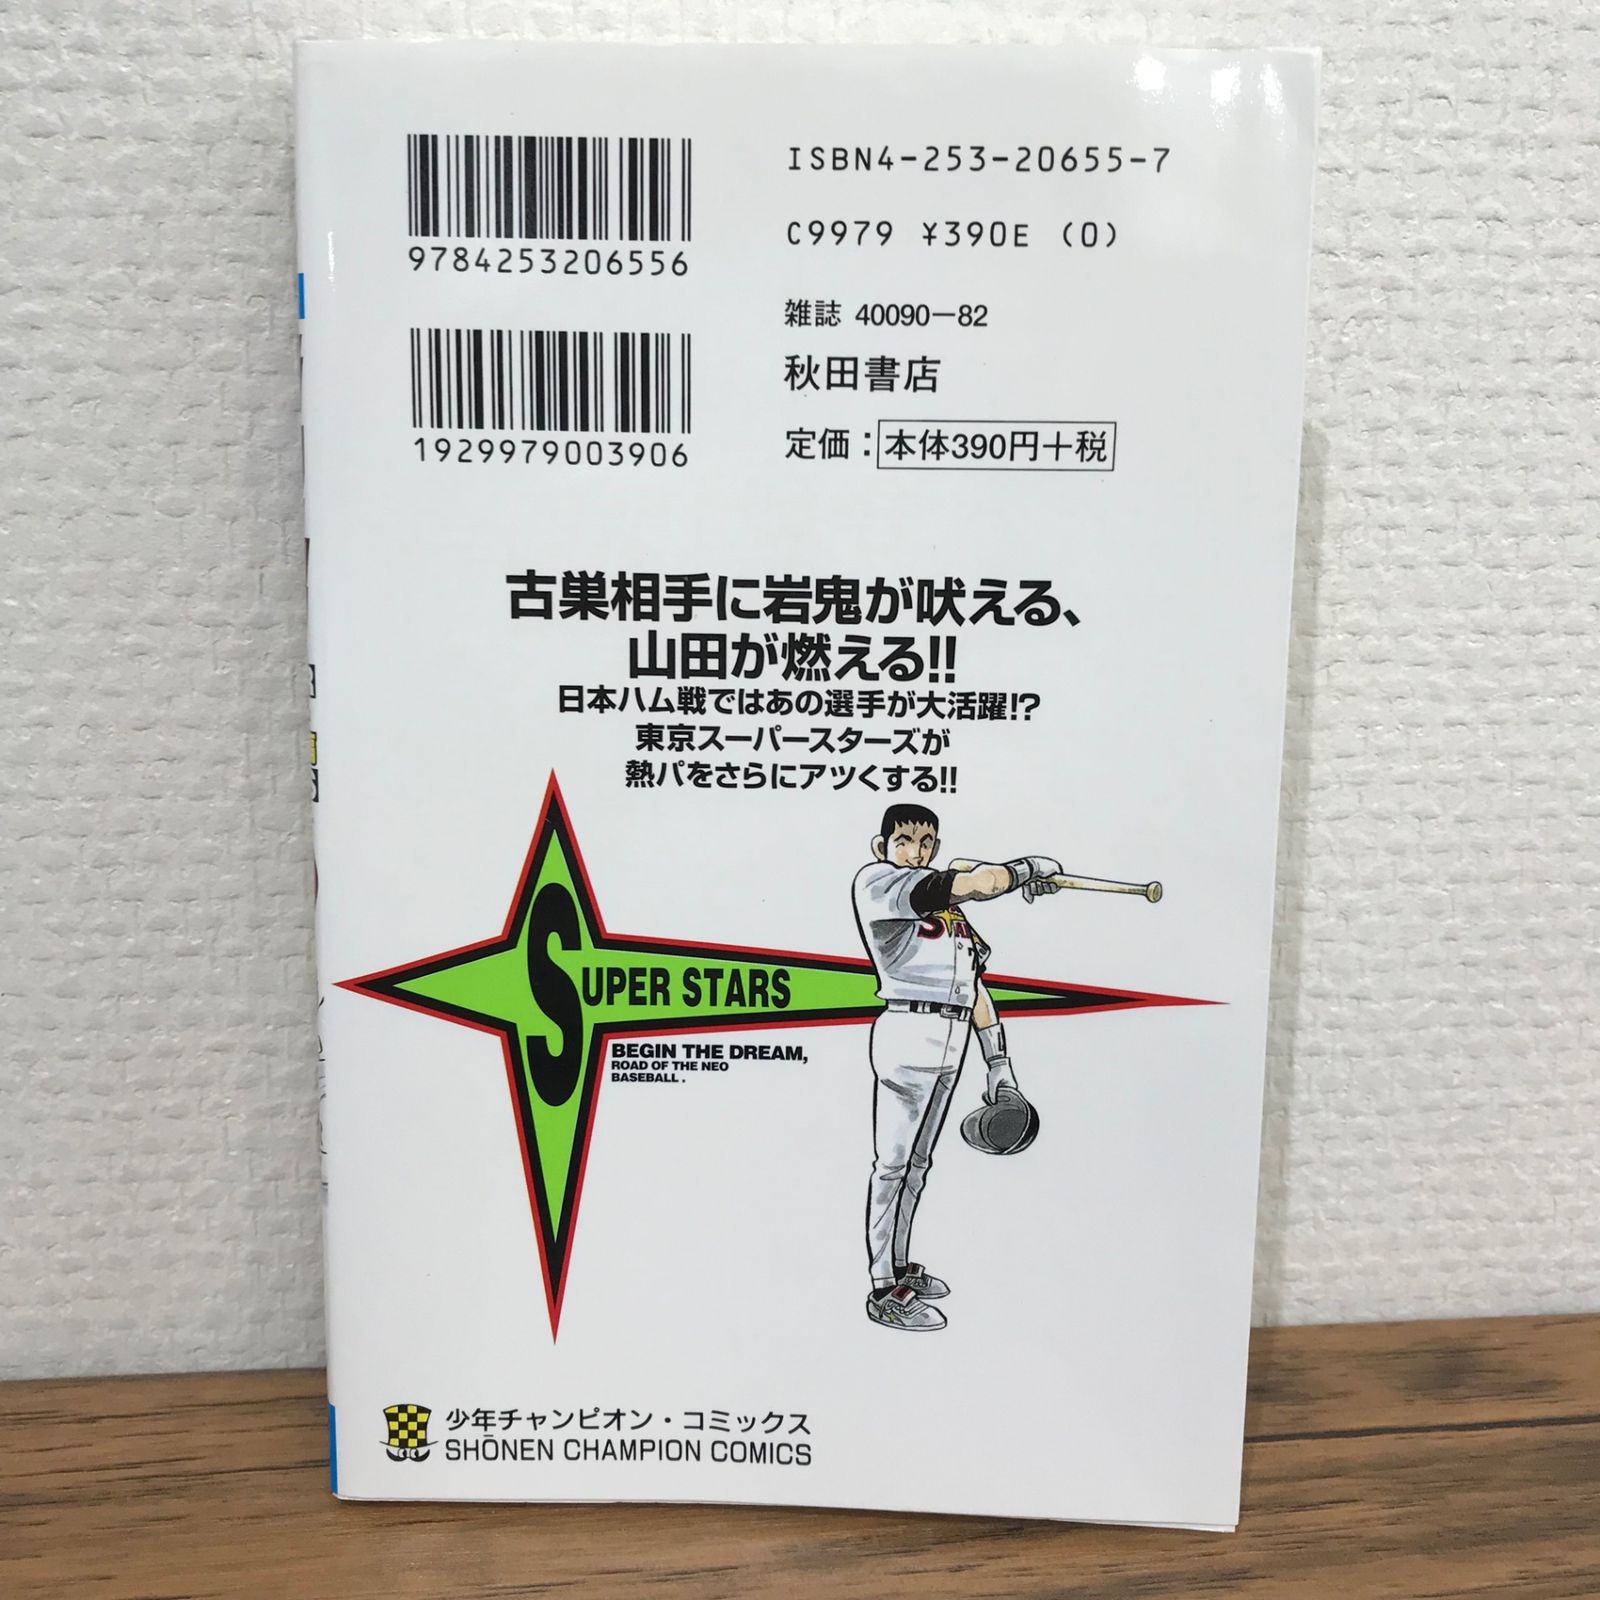 ISBN4-253-20655-7
9784253206556
C9979 ¥390E (0)
雑誌 40090-82
秋田書店
1929979003906
定価：本体390円+税
古巣相手に岩鬼が吠える、
山田が燃える!!
日本ハム戦ではあの選手が大活躍!?
東京スーパースターズが
熱パをさらにアツくする!!
SUPER STARS
BEGIN THE DREAM,
ROAD OF THE NEO
BASEBALL.
少年チャンピオン・コミックス
SHŌNEN CHAMPION COMICS